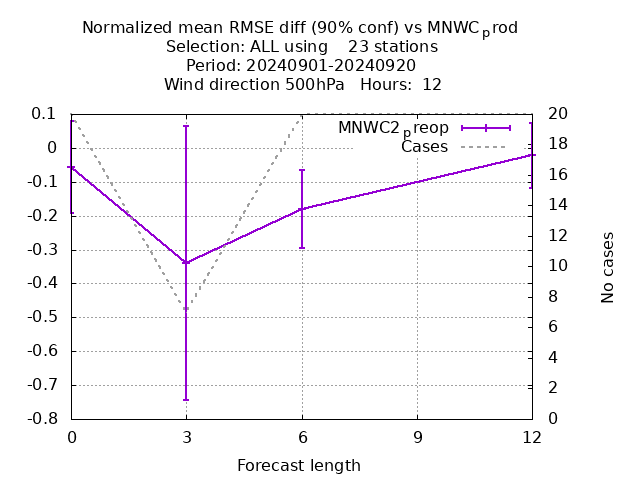 Normalized mean RMSE diff (90% conf) vs MNWCprod
Selection: ALL using    23 stations
Period: 20240901-20240920
Wind direction 500hPa   Hours:  12
MNWC2preop
Cases
0.1
0
-0.1
-0.2
-0.3
-0.4
-0.5
-0.6
-0.7
-0.8
20
18
16
14
12
10
8
6
4
2
0
No cases
0 3 6 9 12
Forecast length